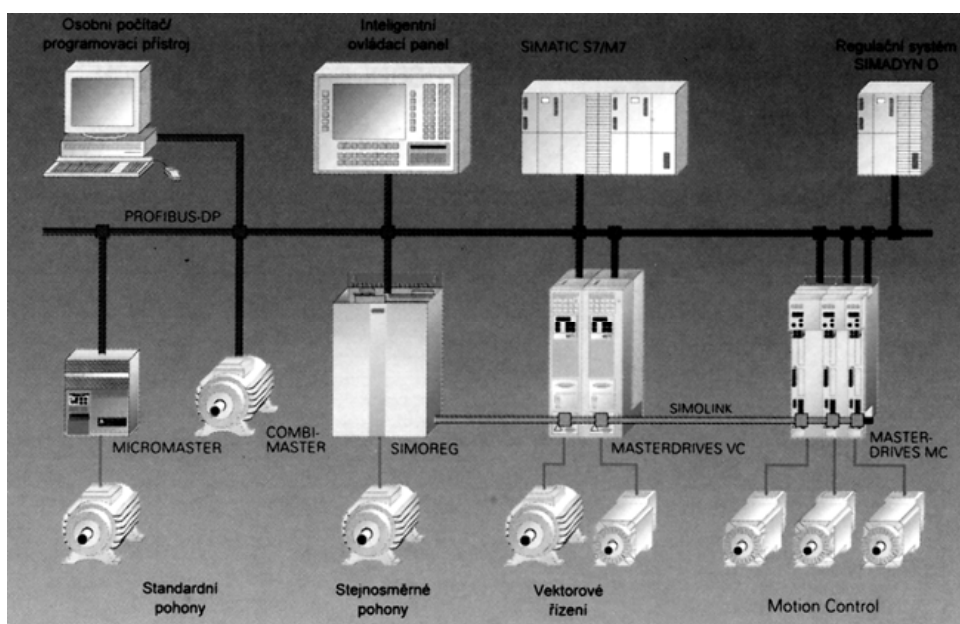 Osobní počítač/
programovací přístroj
Inteligentní
ovládací panel
SIMATIC S7/M7
Regulační systém
SIMADYN D
PROFIBUS-DP
SIMOLINK
MICROMASTER
COMBI-
MASTER
SIMOREG
MASTERDRIVES VC
MASTER-
DRIVES MC
Standardní
pohony
Stejnosměrné
pohony
Vektorové
řízení
Motion Control